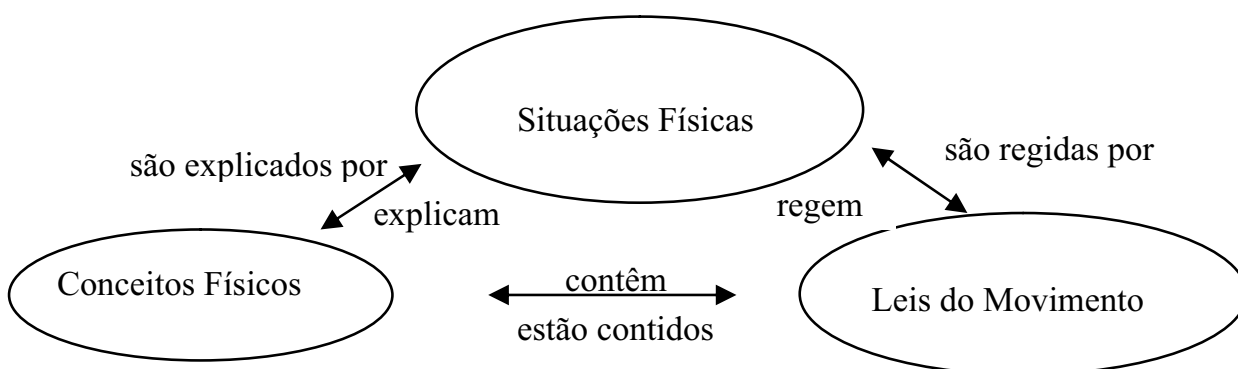 Situações Físicas
são explicados por
são regidas por
explicam
regem
Conceitos Físicos
contêm
Leis do Movimento
estão contidos